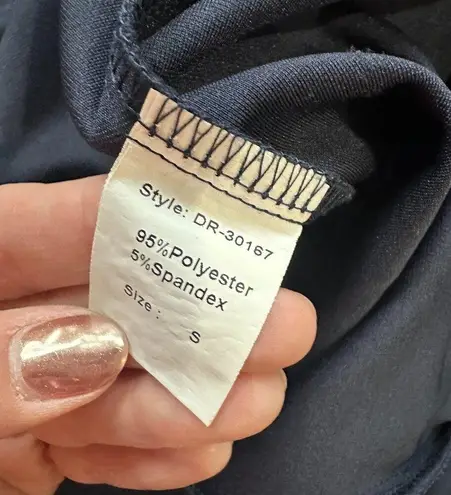 Style: DR-30167
95%Polyester
5%Spandex
Size : S